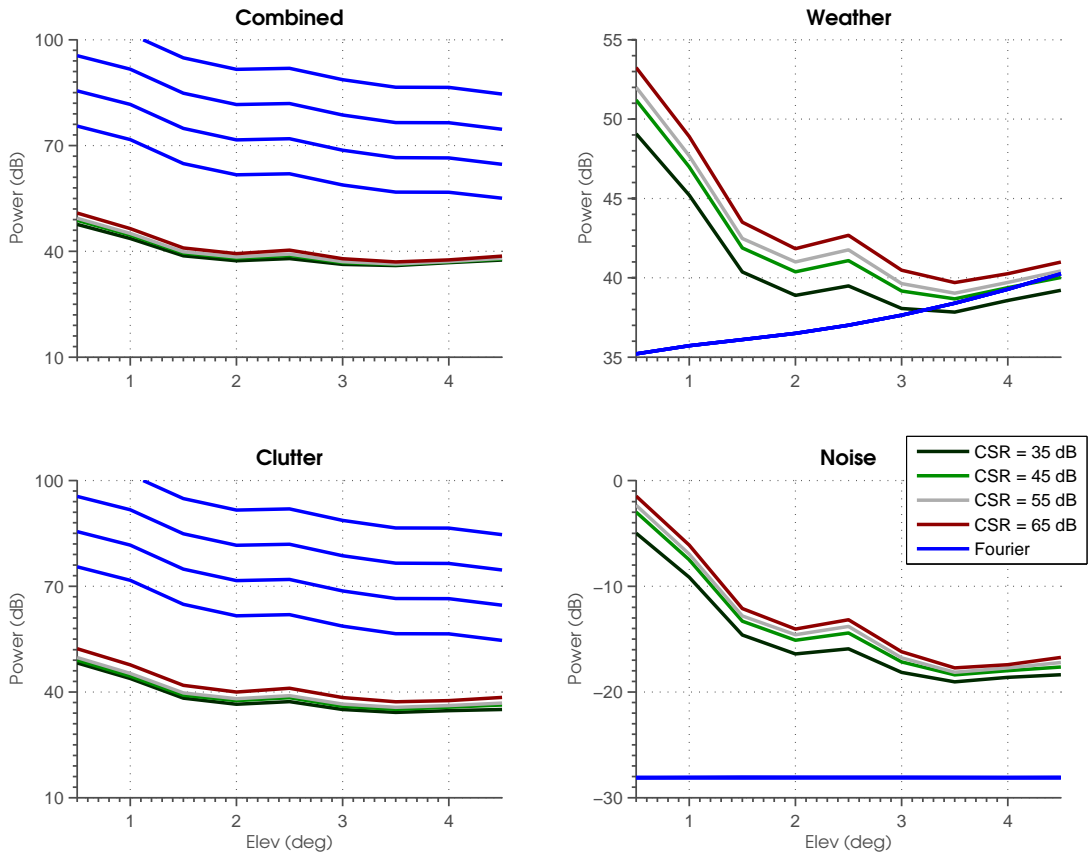 Combined
100
70
40
10
Power (dB)
1 2 3 4
Weather
55
50
45
40
35
Power (dB)
1 2 3 4
Clutter
100
70
40
10
Power (dB)
1 2 3 4
Elev (deg)
Noise
0
−10
−20
−30
Power (dB)
1 2 3 4
Elev (deg)
CSR = 35 dB
CSR = 45 dB
CSR = 55 dB
CSR = 65 dB
Fourier